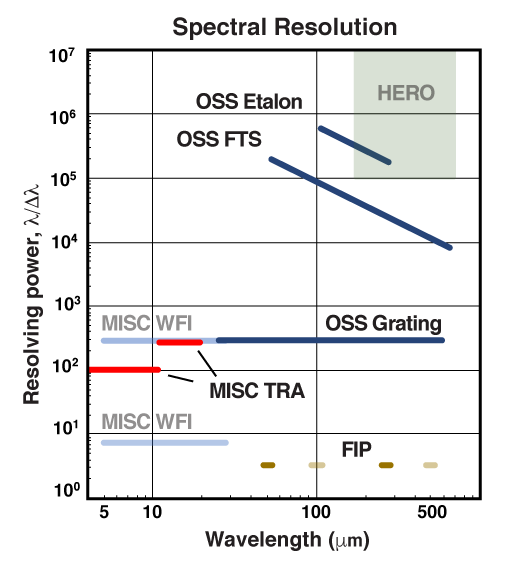 Spectral Resolution
10⁷
HERO
OSS Etalon
10⁶
OSS FTS
10⁵
10⁴
10³
MISC WFI
OSS Grating
10²
MISC TRA
MISC WFI
10¹
FIP
10⁰
5 10 100 500
Wavelength (μm)
Resolving power, λ/Δλ